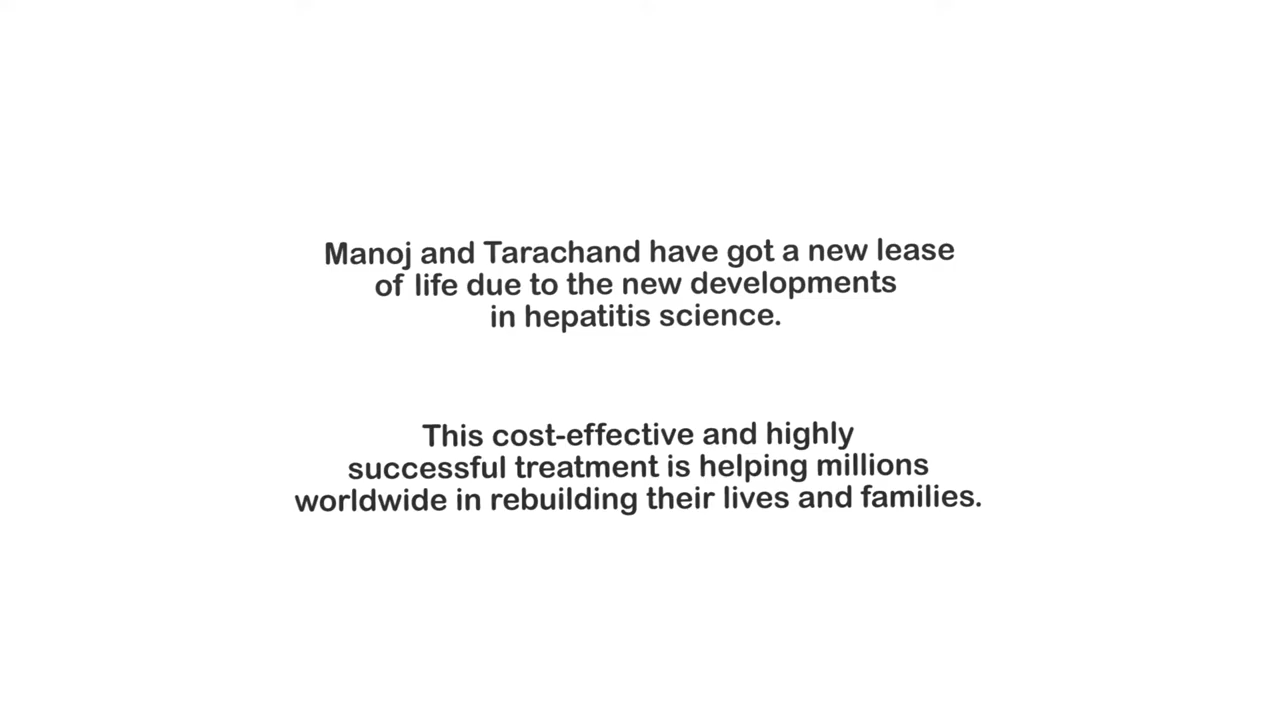 Manoj and Tarachand have got a new lease
of life due to the new developments
in hepatitis science.
This cost-effective and highly
successful treatment is helping millions
worldwide in rebuilding their lives and families.